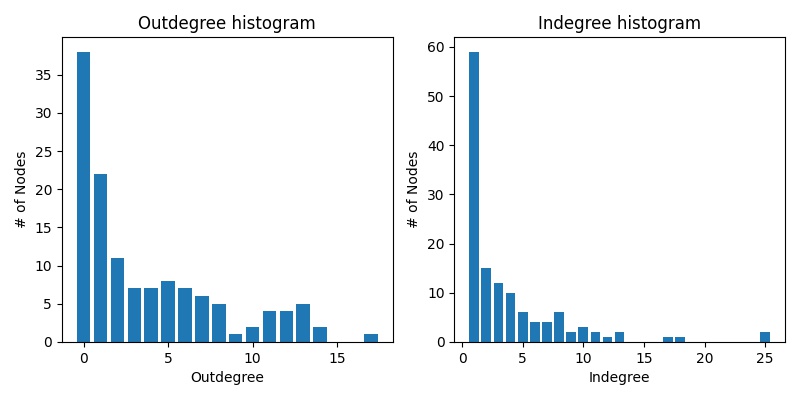 Outdegree histogram
# of Nodes
35
30
25
20
15
10
5
0
0 5 10 15
Outdegree
Indegree histogram
# of Nodes
60
50
40
30
20
10
0
0 5 10 15 20 25
Indegree